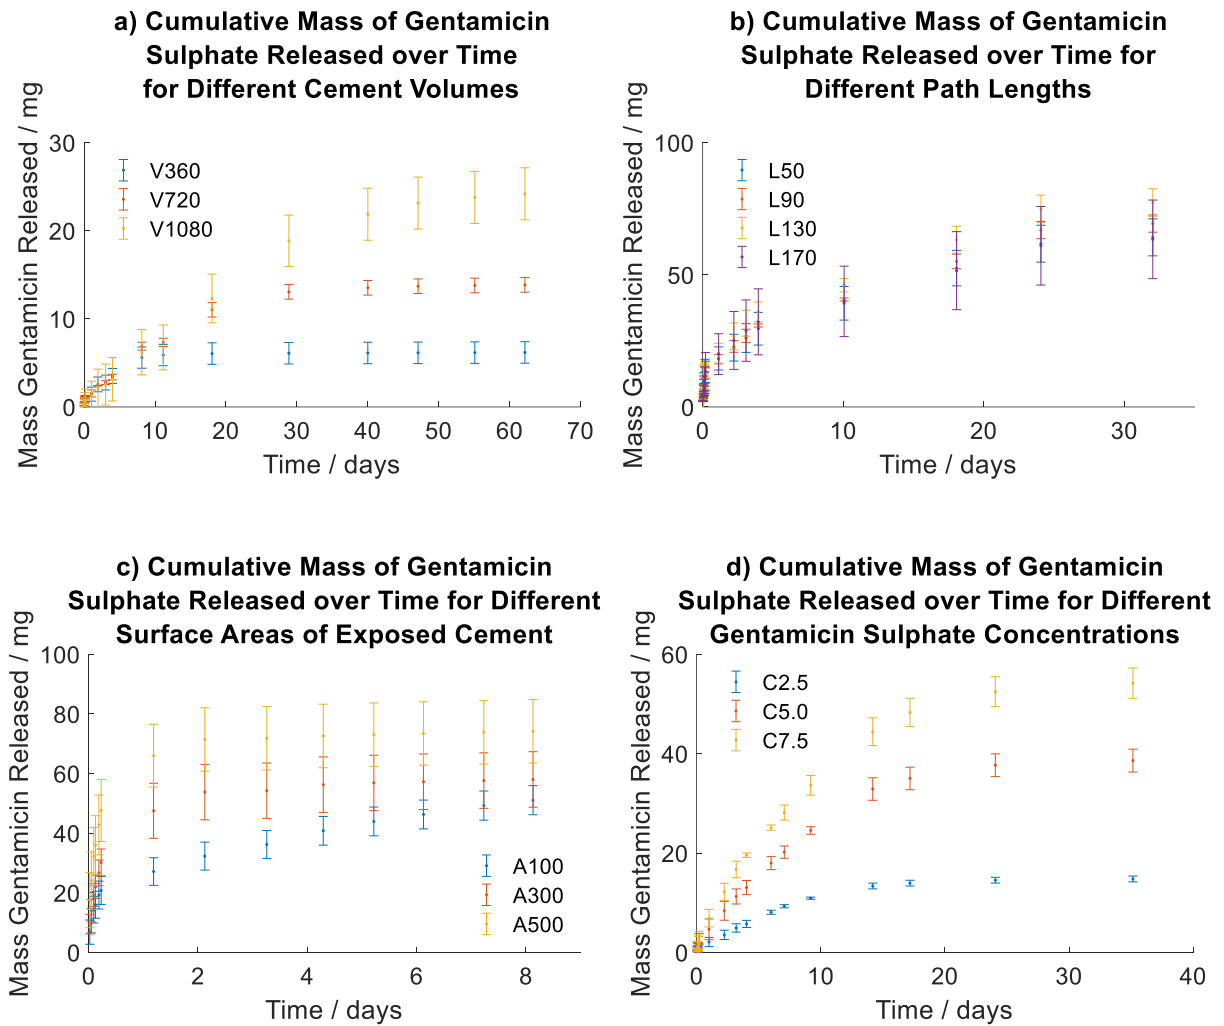 a) Cumulative Mass of Gentamicin
Sulphate Released over Time
for Different Cement Volumes
Mass Gentamicin Released / mg
30
20
10
0
V360
V720
V1080
0 10 20 30 40 50 60 70
Time / days
b) Cumulative Mass of Gentamicin
Sulphate Released over Time for
Different Path Lengths
Mass Gentamicin Released / mg
100
50
0
L50
L90
L130
L170
0 10 20 30
Time / days
c) Cumulative Mass of Gentamicin
Sulphate Released over Time for Different
Surface Areas of Exposed Cement
Mass Gentamicin Released / mg
100
80
60
40
20
0
A100
A300
A500
0 2 4 6 8
Time / days
d) Cumulative Mass of Gentamicin
Sulphate Released over Time for Different
Gentamicin Sulphate Concentrations
Mass Gentamicin Released / mg
60
40
20
0
C2.5
C5.0
C7.5
0 10 20 30 40
Time / days